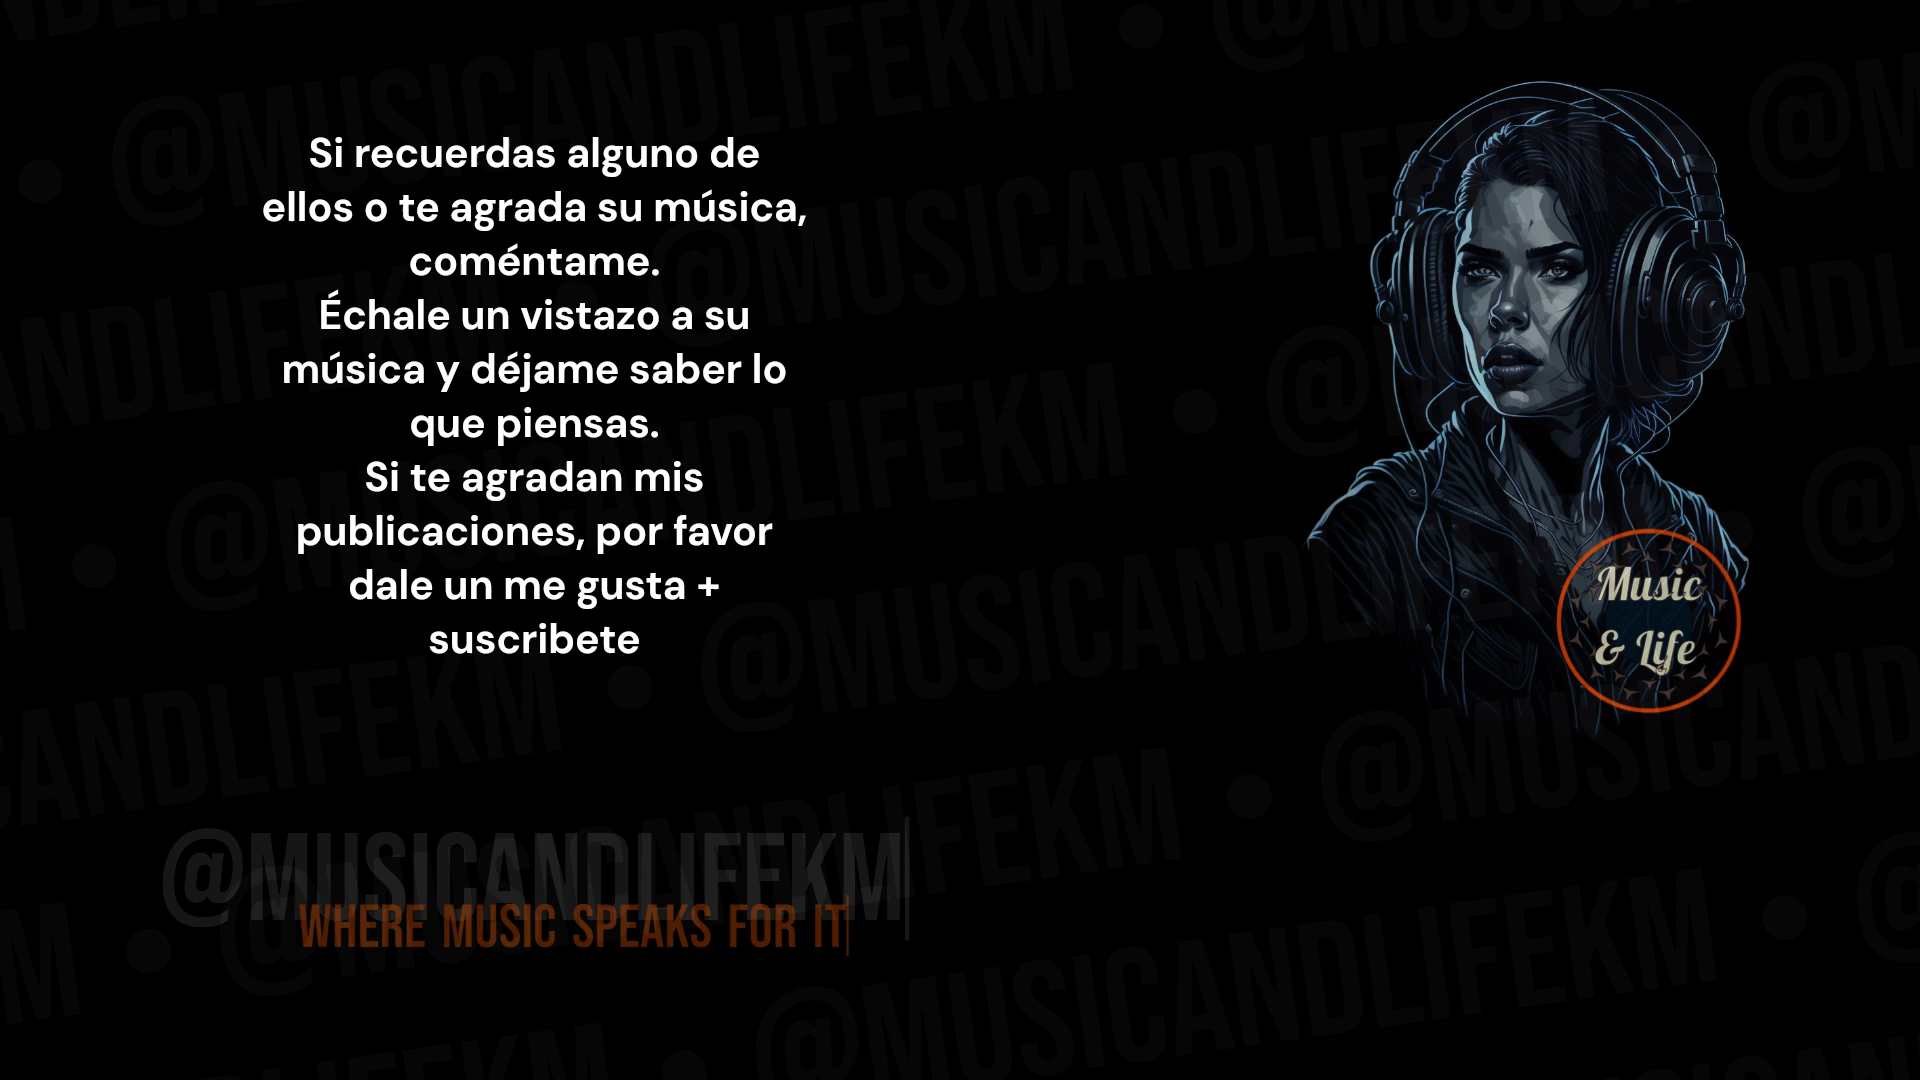 Si recuerdas alguno de
ellos o te agrada su música,
coméntame.
Échale un vistazo a su
música y déjame saber lo
que piensas.
Si te agradan mis
publicaciones, por favor
dale un me gusta +
suscribete
Music
& Life
@MUSICANDLIFEKM
WHERE MUSIC SPEAKS FOR IT